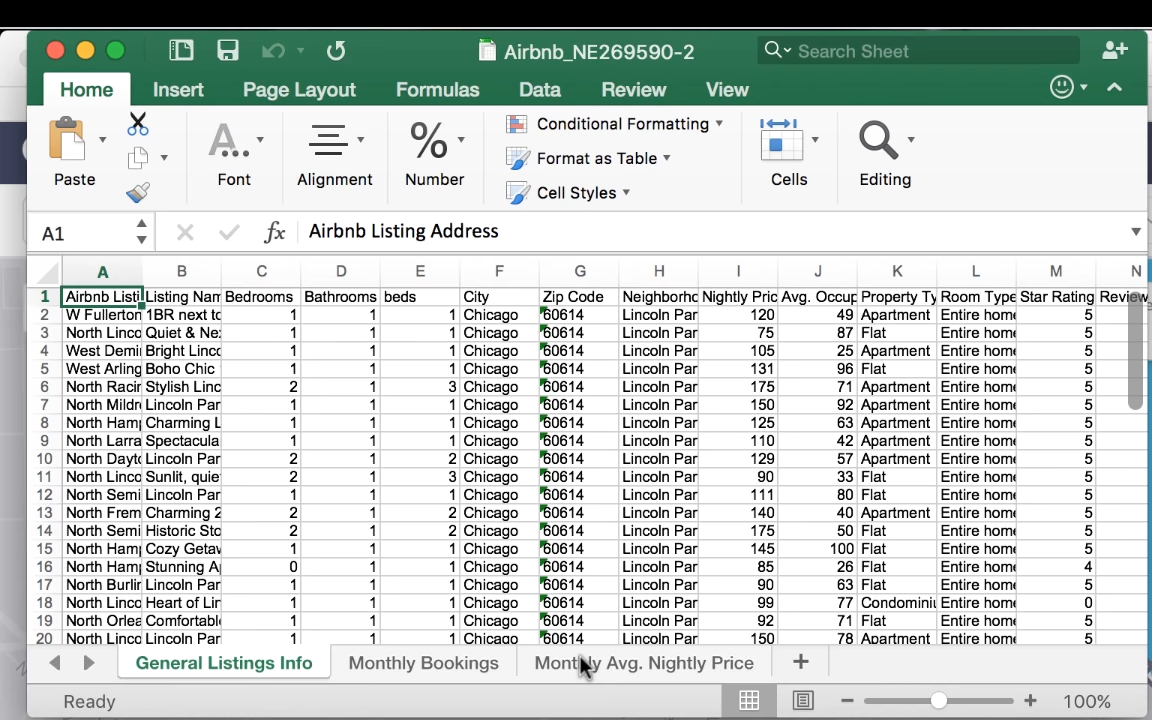 Airbnb_NE269590-2
Search Sheet
Home Insert Page Layout Formulas Data Review View
Paste Font Alignment Number Conditional Formatting Format as Table Cell Styles Cells Editing
A1 fx Airbnb Listing Address
A B C D E F G H I J K L M N
1 Airbnb Listi Listing Nam Bedrooms Bathrooms beds City Zip Code Neighborho Nightly Pric Avg. Occup Property Ty Room Type Star Rating Review
2 W Fullerton 1BR next to 1 1 1 Chicago 60614 Lincoln Par 120 49 Apartment Entire home 5
3 North Linco Quiet & Ne 1 1 1 Chicago 60614 Lincoln Par 75 87 Flat Entire home 5
4 West Demi Bright Linco 1 1 1 Chicago 60614 Lincoln Par 105 25 Apartment Entire home 5
5 West Arling Boho Chic 1 1 1 Chicago 60614 Lincoln Par 131 96 Flat Entire home 5
6 North Racin Stylish Linc 2 1 3 Chicago 60614 Lincoln Par 175 71 Apartment Entire home 5
7 North Mildr Lincoln Par 1 1 1 Chicago 60614 Lincoln Par 150 92 Apartment Entire home 5
8 North Hamp Charming L 1 1 1 Chicago 60614 Lincoln Par 125 63 Apartment Entire home 5
9 North Larra Spectacula 1 1 1 Chicago 60614 Lincoln Par 110 42 Apartment Entire home 5
10 North Dayto Lincoln Par 2 1 2 Chicago 60614 Lincoln Par 129 57 Apartment Entire home 5
11 North Linco Sunlit, quie 2 1 3 Chicago 60614 Lincoln Par 90 33 Flat Entire home 5
12 North Semi Lincoln Par 1 1 1 Chicago 60614 Lincoln Par 111 80 Flat Entire home 5
13 North Frem Charming 2 2 1 2 Chicago 60614 Lincoln Par 140 40 Apartment Entire home 5
14 North Semi Historic Sto 2 1 2 Chicago 60614 Lincoln Par 175 50 Flat Entire home 5
15 North Hamp Cozy Getav 1 1 1 Chicago 60614 Lincoln Par 145 100 Flat Entire home 5
16 North Hamp Stunning A 0 1 1 Chicago 60614 Lincoln Par 85 26 Flat Entire home 4
17 North Burlin Lincoln Par 1 1 1 Chicago 60614 Lincoln Par 90 63 Flat Entire home 5
18 North Linco Heart of Lin 1 1 1 Chicago 60614 Lincoln Par 99 77 Condominiu Entire home 0
19 North Orlea Comfortabl 1 1 1 Chicago 60614 Lincoln Par 92 71 Flat Entire home 5
20 North Linco Lincoln Par 1 1 1 Chicago 60614 Lincoln Par 150 78 Apartment Entire home 5
General Listings Info Monthly Bookings Monthly Avg. Nightly Price
Ready 100%